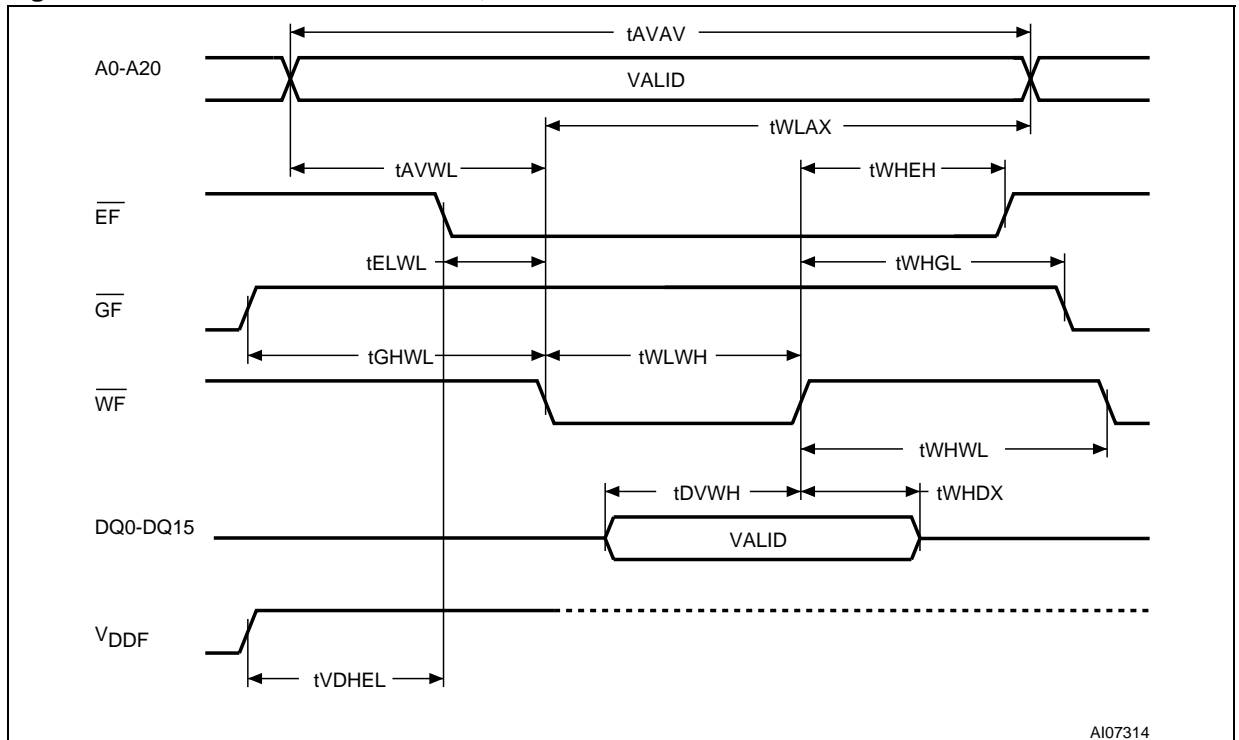 tAVAV
A0-A20
VALID
tWLAX
tAVWL
tWHEH
EF
tELWL
tWHGL
GF
tGHWL
tWLWH
WF
tWHWL
tDVWH
tWHDX
DQ0-DQ15
VALID
VDDF
tVDHEL
AI07314